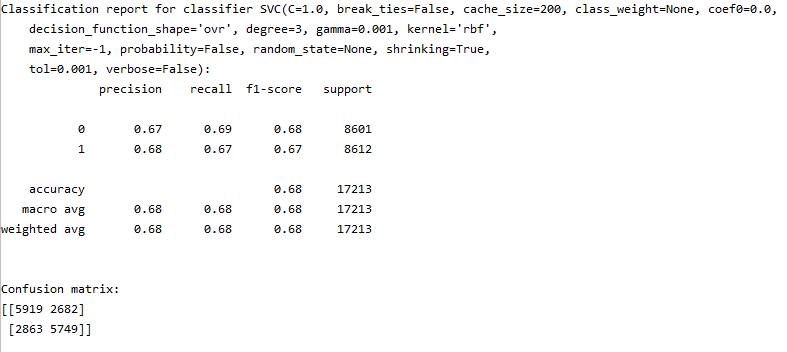 Classification report for classifier SVC(C=1.0, break_ties=False, cache_size=200, class_weight=None, coef0=0.0,
    decision_function_shape='ovr', degree=3, gamma=0.001, kernel='rbf',
    max_iter=-1, probability=False, random_state=None, shrinking=True,
    tol=0.001, verbose=False):
              precision    recall  f1-score   support

           0       0.67      0.69      0.68      8601
           1       0.68      0.67      0.67      8612

    accuracy                           0.68     17213
   macro avg       0.68      0.68      0.68     17213
weighted avg       0.68      0.68      0.68     17213

Confusion matrix:
[[5919 2682]
 [2863 5749]]